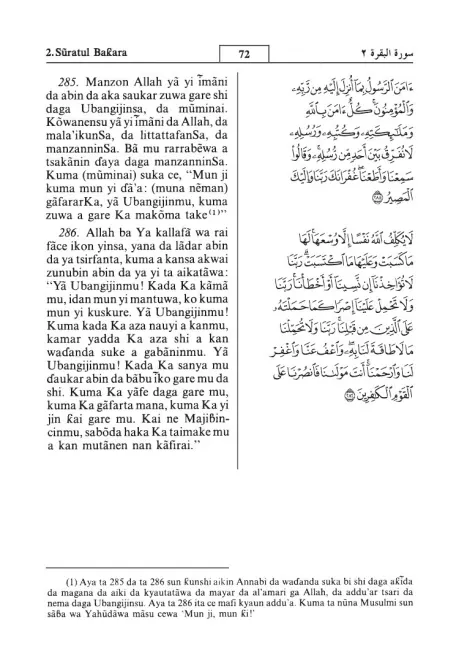 2. Sūratul Baƙara
72
سورة البقرة ٢
285. Manzon Allah yā yi ĩmāni
da abin da aka saukar zuwa gare shi
daga Ubangijinsa, da mūminai.
Kōwanensu yā yi ĩmāni da Allah, da
mala'ikunSa, da littattafanSa, da
manzanninSa. Bā mu rarrabēwa a
tsakānin ɗaya daga manzanninSa.
Kuma (mūminai) suka ce, “Mun ji
kuma mun yi ɗā'a: (muna nēman)
gāfararKa, yā Ubangijinmu, kuma
zuwa a gare Ka makōma take⁽¹⁾”
286. Allah ba Ya kallafā wa rai
fāce ikon yinsa, yana da lādar abin
da ya tsirfanta, kuma a kansa akwai
zunubin abin da ya yi ta aikatāwa:
“Yā Ubangijinmu! Kada Ka kāmā
mu, idan mun yi mantuwa, ko kuma
mun yi kuskure. Yā Ubangijinmu!
Kuma kada Ka aza nauyi a kanmu,
kamar yadda Ka aza shi a kan
waɗanda suke a gabāninmu. Yā
Ubangijinmu! Kada Ka sanya mu
ɗaukar abin da bābu ĩko gare mu da
shi. Kuma Ka yāfe daga gare mu,
kuma Ka gāfarta mana, kuma Ka yi
jin ƙai gare mu. Kai ne Majiɓin-
cinmu, sabōda haka Ka taimake mu
a kan mutānen nan kāfirai.”
ءَامَنَ ٱلرَّسُولُ بِمَآ أُنزِلَ إِلَيْهِ مِن رَّبِّهِۦ
وَٱلْمُؤْمِنُونَ كُلٌّ ءَامَنَ بِٱللَّهِ
وَمَلَٰٓئِكَتِهِۦ وَكُتُبِهِۦ وَرُسُلِهِۦ
لَا نُفَرِّقُ بَيْنَ أَحَدٍ مِّن رُّسُلِهِۦ وَقَالُوا۟
سَمِعْنَا وَأَطَعْنَا غُفْرَانَكَ رَبَّنَا وَإِلَيْكَ
ٱلْمَصِيرُ ٢٨٥
لَا يُكَلِّفُ ٱللَّهُ نَفْسًا إِلَّا وُسْعَهَا لَهَا
مَا كَسَبَتْ وَعَلَيْهَا مَا ٱكْتَسَبَتْ رَبَّنَا
لَا تُؤَاخِذْنَآ إِن نَّسِينَآ أَوْ أَخْطَأْنَا رَبَّنَا
وَلَا تَحْمِلْ عَلَيْنَآ إِصْرًا كَمَا حَمَلْتَهُۥ
عَلَى ٱلَّذِينَ مِن قَبْلِنَا رَبَّنَا وَلَا تُحَمِّلْنَا
مَا لَا طَاقَةَ لَنَا بِهِۦ وَٱعْفُ عَنَّا وَٱغْفِرْ
لَنَا وَٱرْحَمْنَآ أَنتَ مَوْلَىٰنَا فَٱنصُرْنَا عَلَى
ٱلْقَوْمِ ٱلْكَٰفِرِينَ ٢٨٦
(1) Aya ta 285 da ta 286 sun ƙunshi aikin Annabi da waɗanda suka bi shi daga aƙĩda
da magana da aiki da kyautatāwa da mayar da al'amari ga Allah, da addu'ar tsari da
nema daga Ubangijinsu. Aya ta 286 ita ce mafi kyaun addu'a. Kuma ta nūna Musulmi sun
sāɓa wa Yahūdāwa māsu cewa ‘Mun ji, mun ƙi!’